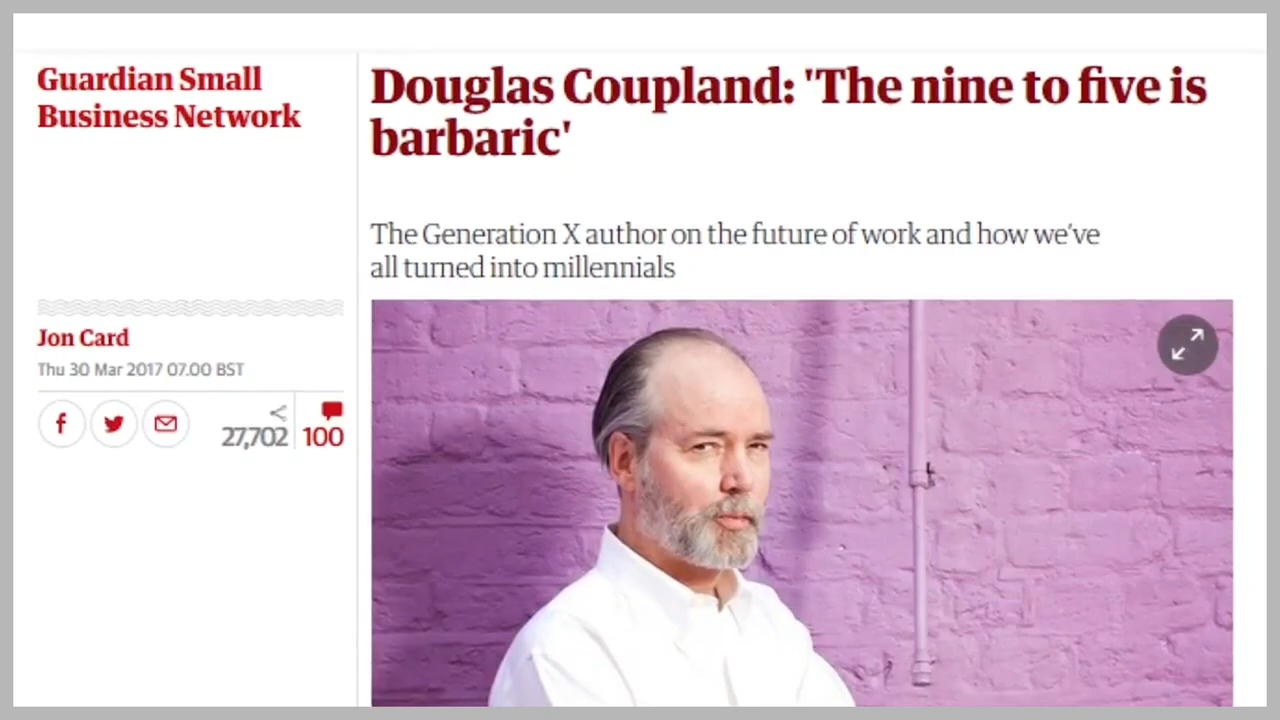 Guardian Small
Business Network
Douglas Coupland: 'The nine to five is
barbaric'
The Generation X author on the future of work and how we've
all turned into millennials
Jon Card
Thu 30 Mar 2017 07.00 BST
27,702
100